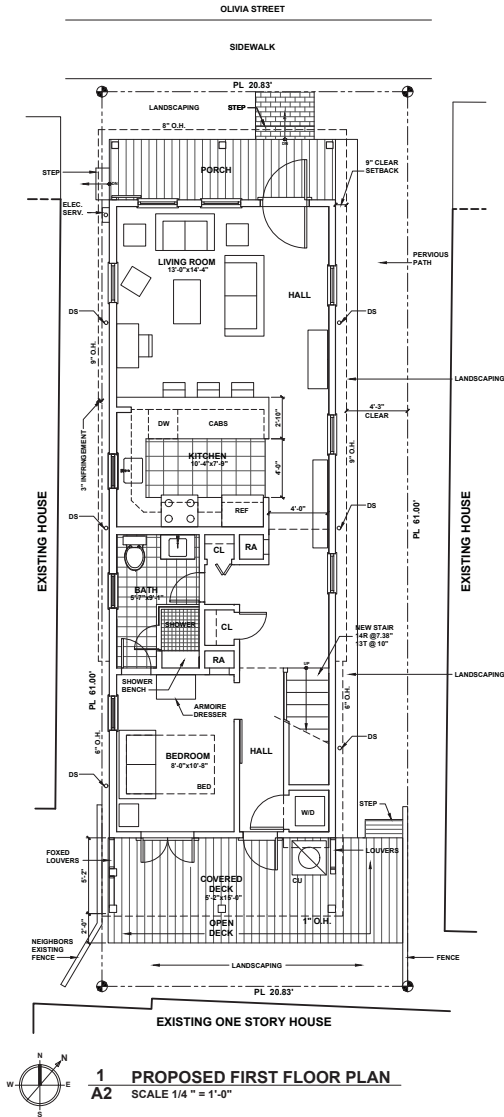 OLIVIA STREET
SIDEWALK
PL 20.83'
LANDSCAPING
STEP
8" O.H.
STEP
PORCH
DN
9" CLEAR
SETBACK
ELEC.
SERV.
LIVING ROOM
13'-0"x14'-4"
HALL
PERVIOUS
PATH
DS
DS
9" O.H.
LANDSCAPING
4'-3"
CLEAR
DW
CABS
2'-10"
9" O.H.
3" INFRINGEMENT
KITCHEN
10'-4"x7'-9"
4'-0"
EXISTING HOUSE
EXISTING HOUSE
PL 61.00'
REF
4'-0"
DS
DS
CL
RA
BATH
5'-7"x9'-1"
SHOWER
CL
NEW STAIR
14R @7.38"
13T @ 10"
RA
PL 61.00'
SHOWER
BENCH
LANDSCAPING
6" O.H.
ARMOIRE
DRESSER
6" O.H.
BEDROOM
8'-0"x10'-8"
HALL
DS
DS
BED
W/D
STEP
FOXED
LOUVERS
LOUVERS
5'-2"
COVERED
DECK
5'-2"x15'-0"
CU
2'-0"
OPEN
DECK
1" O.H.
NEIGHBORS
EXISTING
FENCE
LANDSCAPING
FENCE
PL 20.83'
EXISTING ONE STORY HOUSE
N
N
W
E
S
1 PROPOSED FIRST FLOOR PLAN
A2 SCALE 1/4 " = 1'-0"